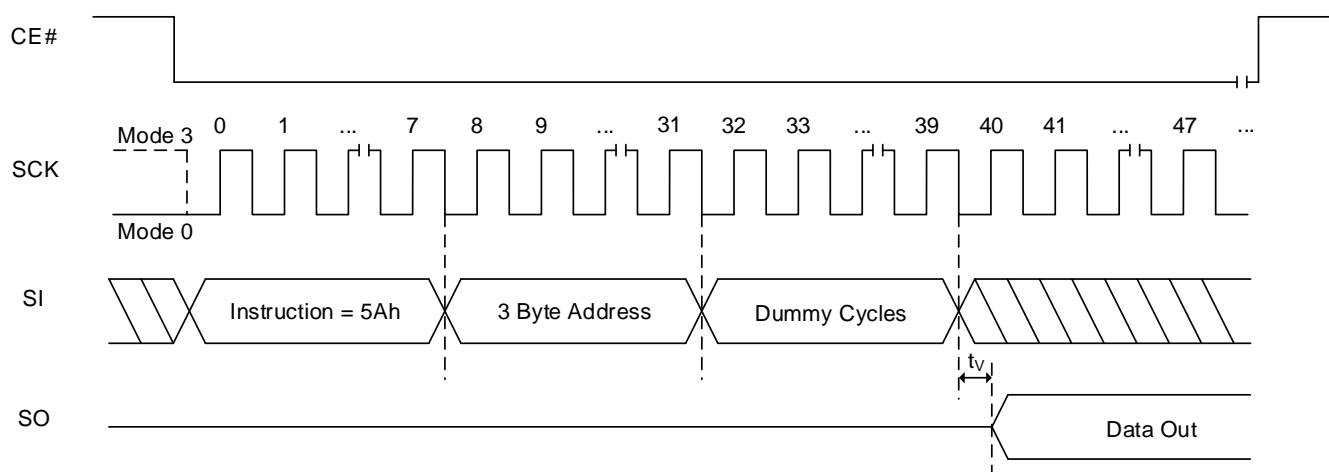 CE#
0 1 ... 7 8 9 ... 31 32 33 ... 39 40 41 ... 47 ...
Mode 3
SCK
Mode 0
SI
Instruction = 5Ah 3 Byte Address Dummy Cycles
tV
SO
Data Out